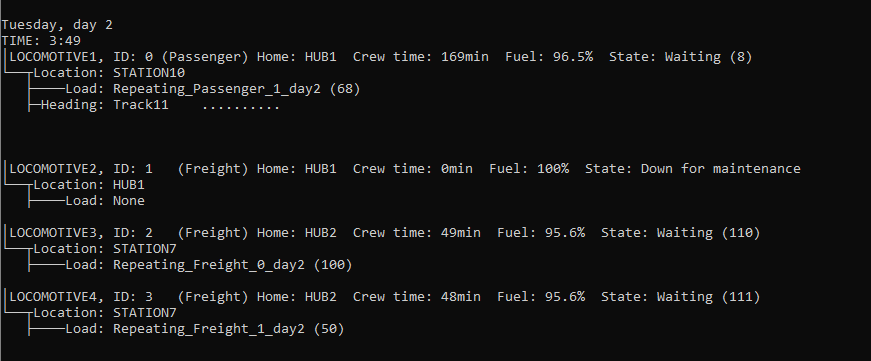 Tuesday, day 2
TIME: 3:49
LOCOMOTIVE1, ID: 0 (Passenger) Home: HUB1  Crew time: 169min  Fuel: 96.5%  State: Waiting (8)
Location: STATION10
Load: Repeating_Passenger_1_day2 (68)
Heading: Track11    ..........
LOCOMOTIVE2, ID: 1   (Freight) Home: HUB1  Crew time: 0min  Fuel: 100%  State: Down for maintenance
Location: HUB1
Load: None
LOCOMOTIVE3, ID: 2   (Freight) Home: HUB2  Crew time: 49min  Fuel: 95.6%  State: Waiting (110)
Location: STATION7
Load: Repeating_Freight_0_day2 (100)
LOCOMOTIVE4, ID: 3   (Freight) Home: HUB2  Crew time: 48min  Fuel: 95.6%  State: Waiting (111)
Location: STATION7
Load: Repeating_Freight_1_day2 (50)